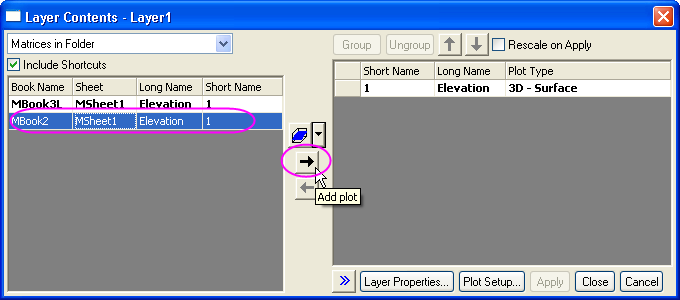 Layer Contents - Layer1
Matrices in Folder
Include Shortcuts
Group Ungroup Rescale on Apply
Book Name Sheet Long Name Short Name
MBook3L MSheet1 Elevation 1
MBook2 MSheet1 Elevation 1
Short Name Long Name Plot Type
1 Elevation 3D - Surface
Add plot
Layer Properties... Plot Setup... Apply Close Cancel